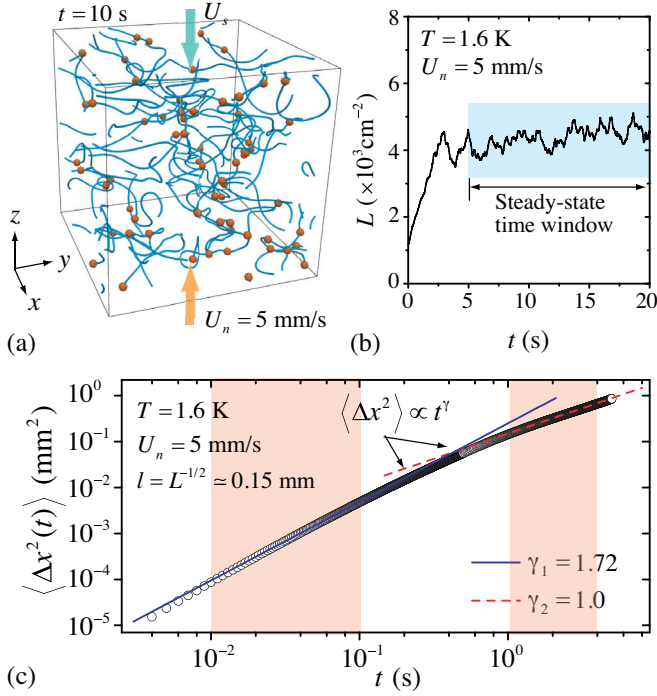 t = 10 s
U_s
z
y
x
U_n = 5 mm/s
(a)
T = 1.6 K
U_n = 5 mm/s
L (×10³cm⁻²)
8
6
4
2
0
Steady-state
time window
0 5 10 15 20
t (s)
(b)
⟨Δx²(t)⟩ (mm²)
10⁰
10⁻¹
10⁻²
10⁻³
10⁻⁴
10⁻⁵
T = 1.6 K
U_n = 5 mm/s
l = L^{-1/2} ≃ 0.15 mm
⟨Δx²⟩ ∝ t^γ
γ₁ = 1.72
γ₂ = 1.0
10⁻² 10⁻¹ 10⁰
t (s)
(c)